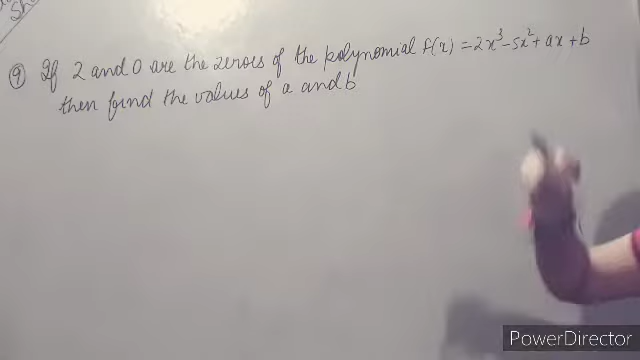 Sh
⑨ If 2 and 0 are the zeroes of the polynomial f(x) = 2x³-5x²+ax+b
then find the values of a and b
PowerDirector